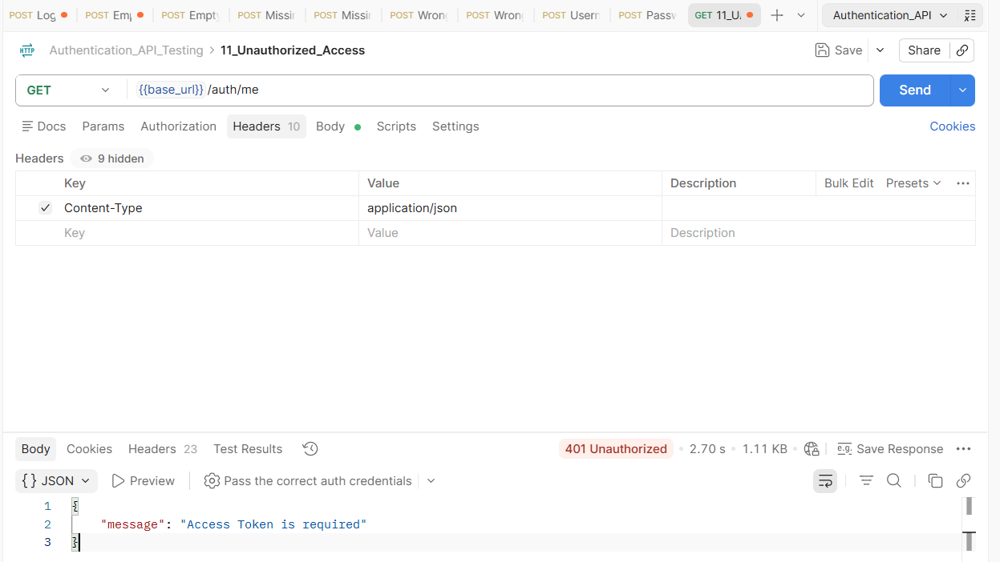 POST Log POST Em POST Empt POST Missi POST Missi POST Wron POST Wron POST Usern POST Passw GET 11_U. Authentication_API
HTTP Authentication_API_Testing > 11_Unauthorized_Access Save Share
GET {{base_url}} /auth/me Send
Docs Params Authorization Headers 10 Body Scripts Settings Cookies
Headers 9 hidden
Key Value Description Bulk Edit Presets
Content-Type application/json
Key Value Description
Body Cookies Headers 23 Test Results 401 Unauthorized 2.70 s 1.11 KB e.g. Save Response
{} JSON Preview Pass the correct auth credentials
1 {
2 "message": "Access Token is required"
3 }